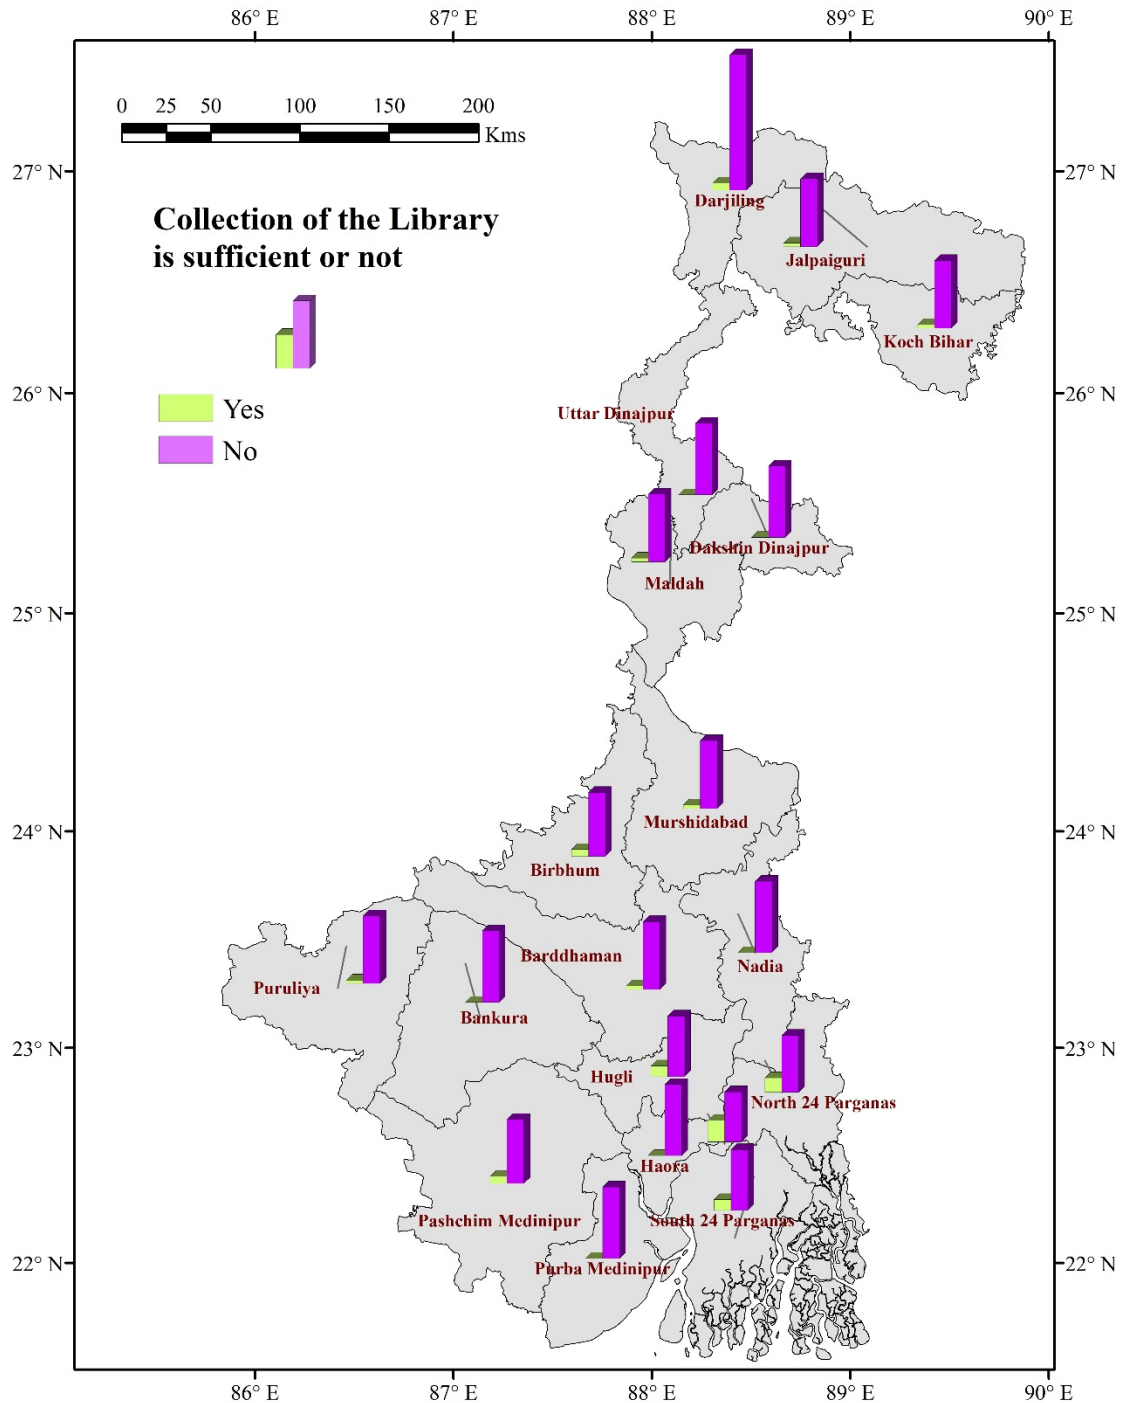 86° E 87° E 88° E 89° E 90° E
0 25 50 100 150 200
Kms
27° N 27° N
Darjiling
Collection of the Library
is sufficient or not
Jalpaiguri
Koch Bihar
26° N 26° N
Yes
Uttar Dinajpur
No
Dakshin Dinajpur
Maldah
25° N 25° N
Murshidabad
24° N 24° N
Birbhum
Barddhaman
Nadia
Puruliya
Bankura
23° N 23° N
Hugli
North 24 Parganas
Haora
Pashchim Medinipur
South 24 Parganas
22° N 22° N
Purba Medinipur
86° E 87° E 88° E 89° E 90° E